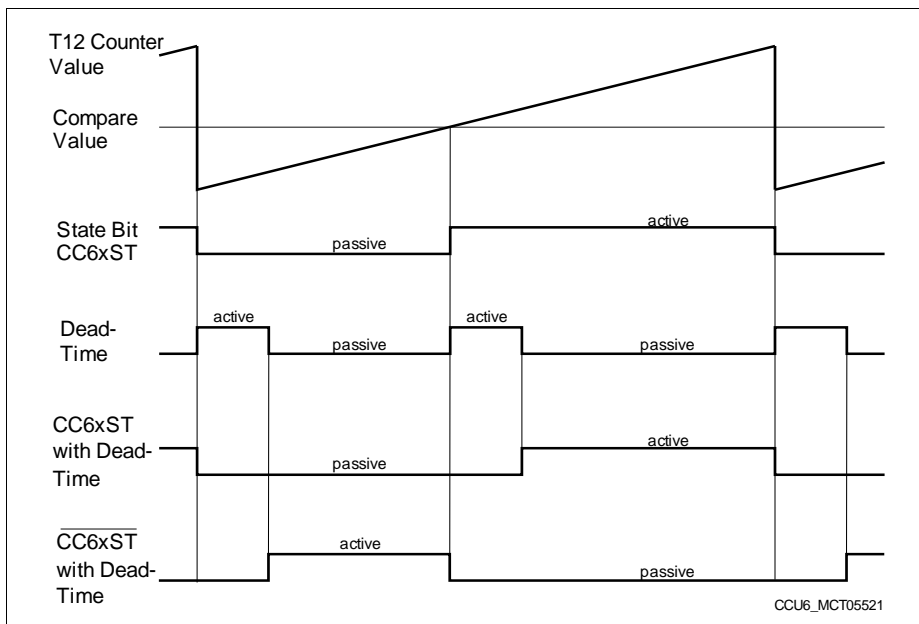 T12 Counter
Value
Compare
Value
State Bit
CC6xST
passive
active
Dead-
Time
active
passive
active
passive
CC6xST
with Dead-
Time
passive
active
CC6xST
with Dead-
Time
active
passive
CCU6_MCT05521